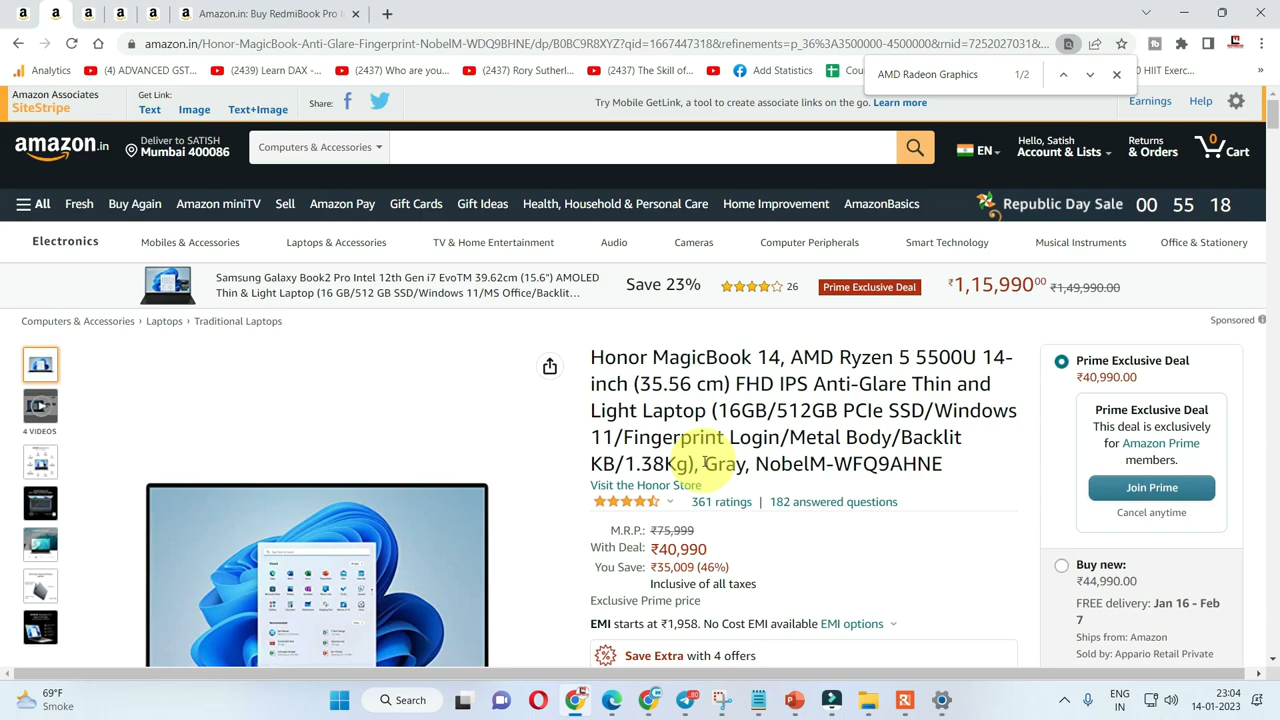 Amazon.in: Buy RedmiBook Pro
amazon.in/Honor-MagicBook-Anti-Glare-Fingerprint-NobelM-WDQ9BHNE/dp/B0BC9R8XYZ?qid=1667447318&refinements=p_36%3A3500000-4500000&rnid=7252027031&...
Analytics
(4) ADVANCED GST...
(2439) Learn DAX -...
(2437) Who are you...
(2437) Rory Sutherl...
(2437) The Skill of...
Add Statistics
HIIT Exerc...
»
AMD Radeon Graphics 1/2
Amazon Associates
SiteStripe
Get Link:
Text Image Text+Image
Share:
Try Mobile GetLink, a tool to create associate links on the go. Learn more
Earnings Help
amazon.in
Deliver to SATISH
Mumbai 400086
Computers & Accessories
EN
Hello, Satish
Account & Lists
Returns
& Orders
0
Cart
All Fresh Buy Again Amazon miniTV Sell Amazon Pay Gift Cards Gift Ideas Health, Household & Personal Care Home Improvement AmazonBasics
Republic Day Sale 00 55 18
Electronics Mobiles & Accessories Laptops & Accessories TV & Home Entertainment Audio Cameras Computer Peripherals Smart Technology Musical Instruments Office & Stationery
Samsung Galaxy Book2 Pro Intel 12th Gen i7 EvoTM 39.62cm (15.6") AMOLED
Thin & Light Laptop (16 GB/512 GB SSD/Windows 11/MS Office/Backlit...
Save 23%
26
Prime Exclusive Deal
₹1,15,990⁰⁰ ₹1,49,990.00
Computers & Accessories › Laptops › Traditional Laptops
Sponsored
4 VIDEOS
Honor MagicBook 14, AMD Ryzen 5 5500U 14-
inch (35.56 cm) FHD IPS Anti-Glare Thin and
Light Laptop (16GB/512GB PCIe SSD/Windows
11/Fingerprint Login/Metal Body/Backlit
KB/1.38Kg), Gray, NobelM-WFQ9AHNE
Visit the Honor Store
361 ratings | 182 answered questions
M.R.P.: ₹75,999
With Deal: ₹40,990
You Save: ₹35,009 (46%)
Inclusive of all taxes
Exclusive Prime price
EMI starts at ₹1,958. No Cost EMI available EMI options
Save Extra with 4 offers
Prime Exclusive Deal
₹40,990.00
Prime Exclusive Deal
This deal is exclusively
for Amazon Prime
members.
Join Prime
Cancel anytime
Buy new:
₹44,990.00
FREE delivery: Jan 16 - Feb
7
Ships from: Amazon
Sold by: Appario Retail Private
69°F
Smoke
Search
80
ENG
IN
23:04
14-01-2023